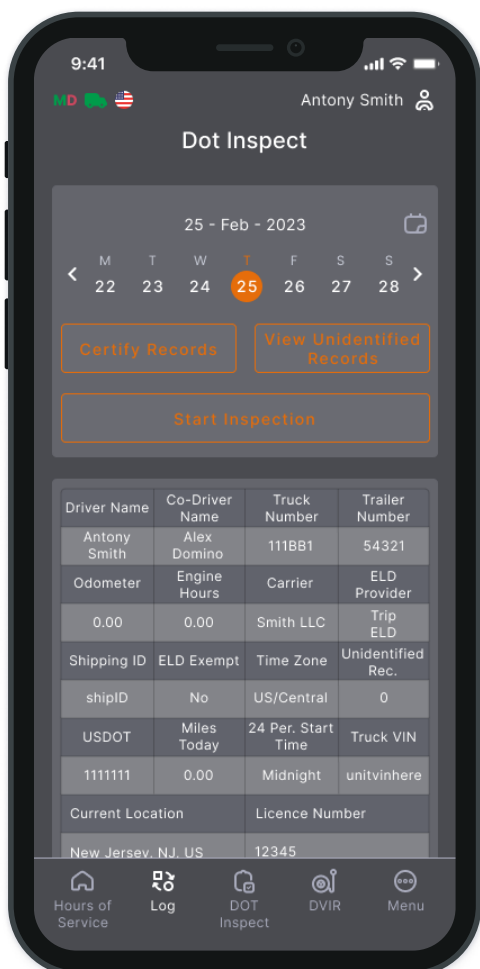 9:41
MD
Antony Smith
Dot Inspect
25 - Feb - 2023
M T W T F S S
22 23 24 25 26 27 28
Certify Records
View Unidentified
Records
Start Inspection
Driver Name
Co-Driver
Name
Truck
Number
Trailer
Number
Antony
Smith
Alex
Domino
111BB1
54321
Odometer
Engine
Hours
Carrier
ELD
Provider
0.00
0.00
Smith LLC
Trip
ELD
Shipping ID
ELD Exempt
Time Zone
Unidentified
Rec.
shipID
No
US/Central
0
USDOT
Miles
Today
24 Per. Start
Time
Truck VIN
1111111
0.00
Midnight
unitvinhere
Current Location
Licence Number
New Jersey, NJ, US
12345
Hours of
Service
Log
DOT
Inspect
DVIR
Menu